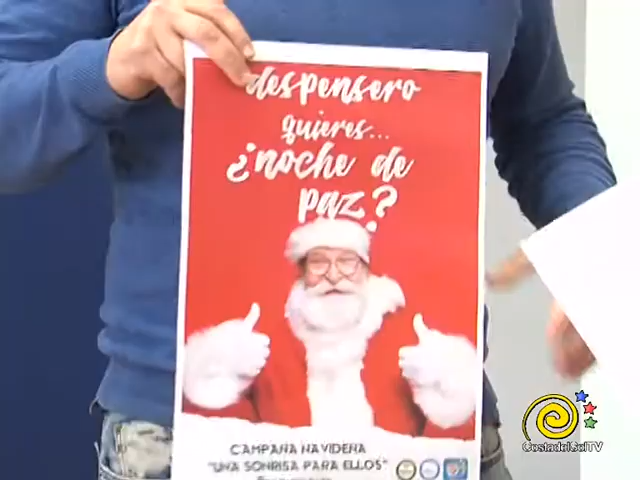 despensero
quieres...
¿noche de
paz?
CAMPAÑA NAVIDEÑA
"UNA SONRISA PARA ELLOS"
CostadelSolTV